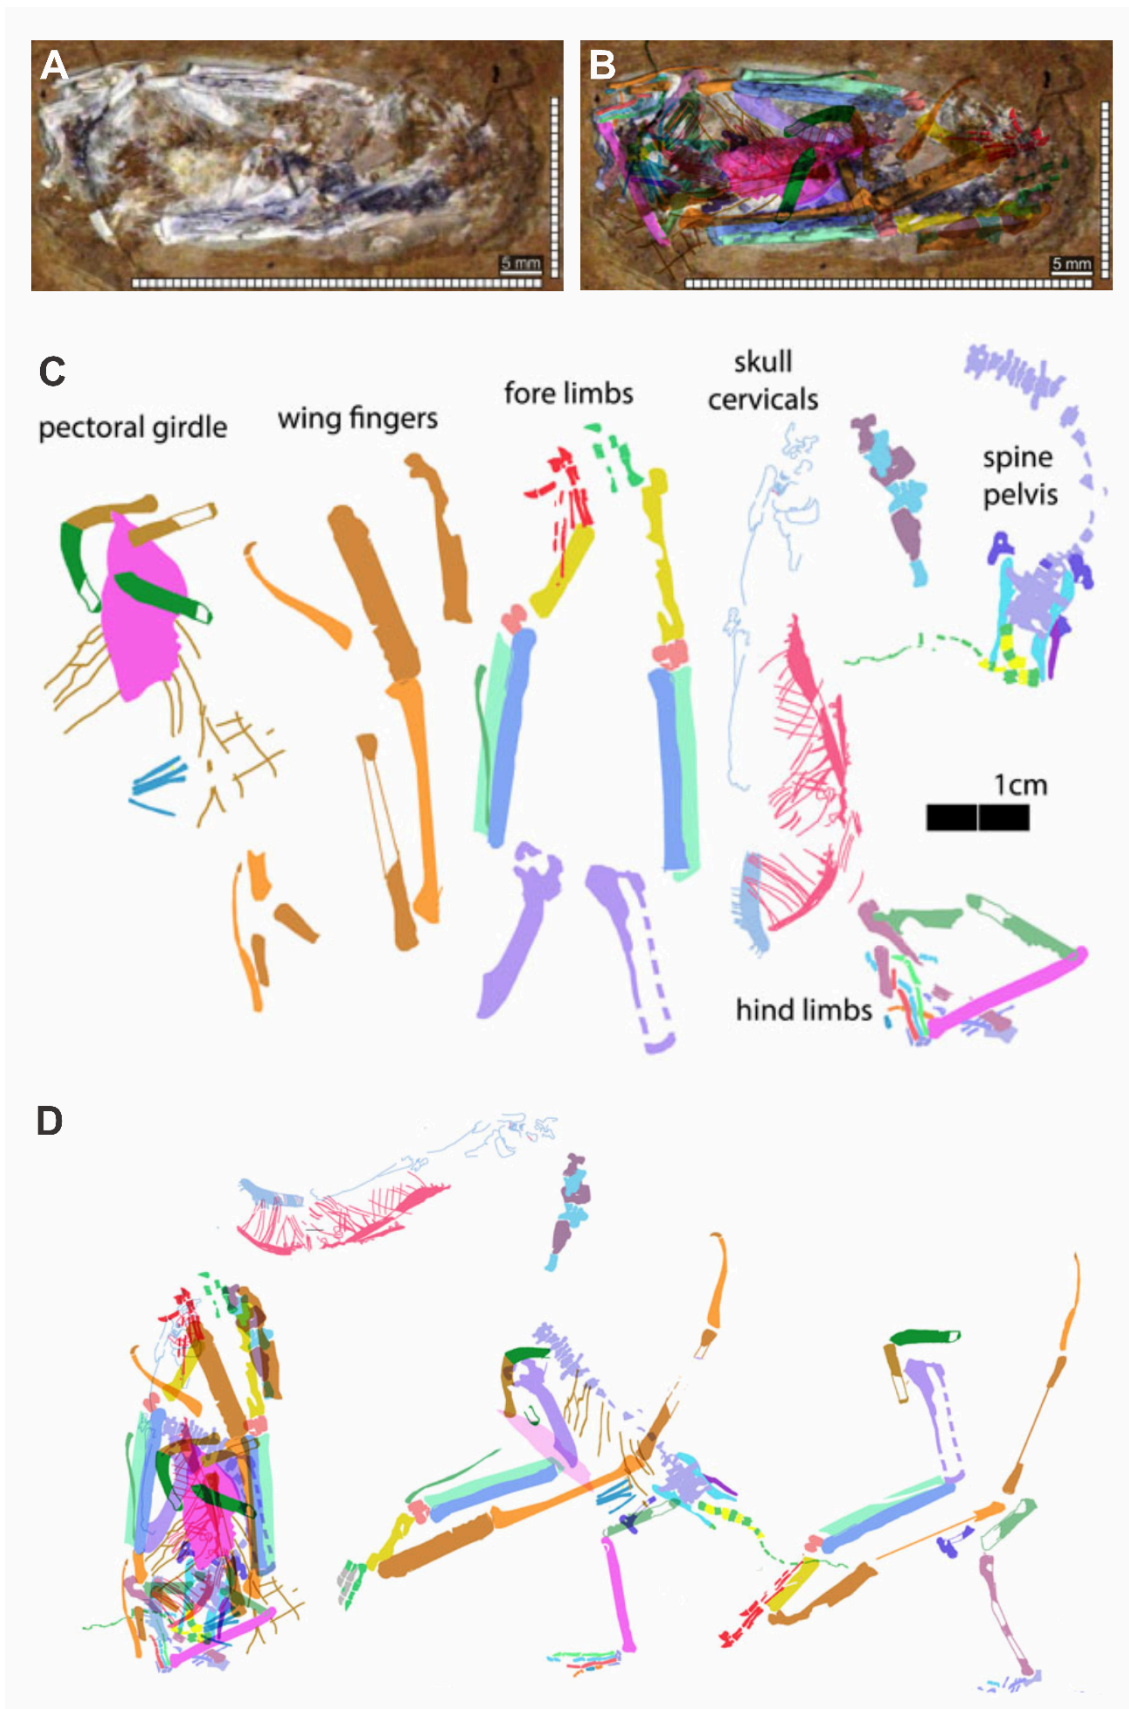 A
B
5 mm
5 mm
C
pectoral girdle
wing fingers
fore limbs
skull
cervicals
spine
pelvis
1cm
hind limbs
D